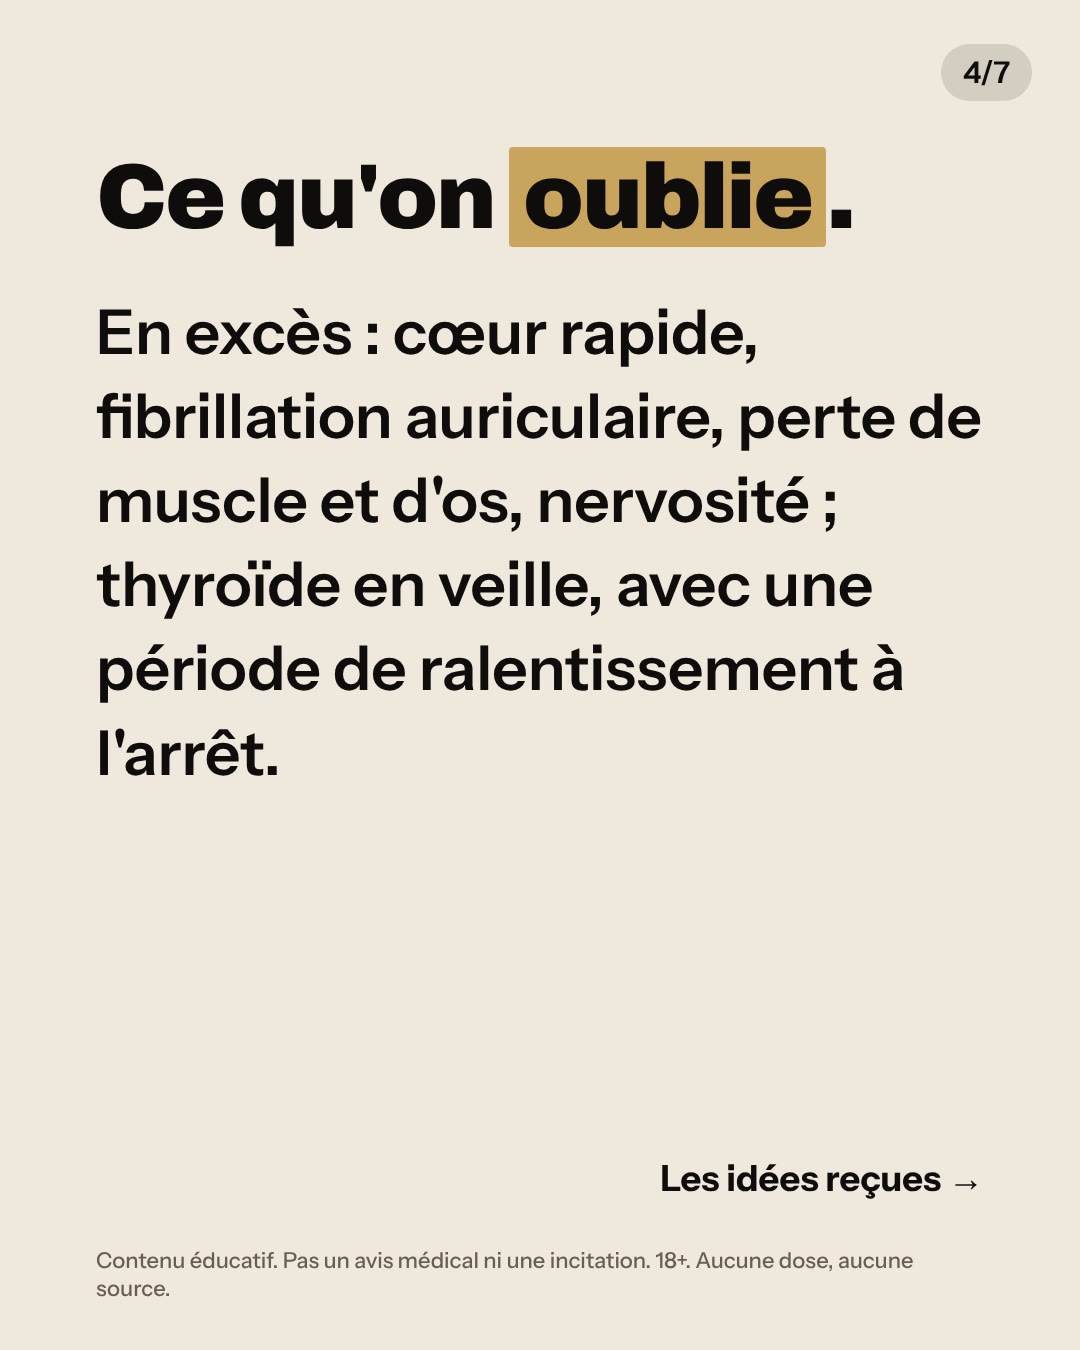 4/7
Ce qu'on oublie.
En excès : cœur rapide,
fibrillation auriculaire, perte de
muscle et d'os, nervosité ;
thyroïde en veille, avec une
période de ralentissement à
l'arrêt.
Les idées reçues →
Contenu éducatif. Pas un avis médical ni une incitation. 18+. Aucune dose, aucune
source.